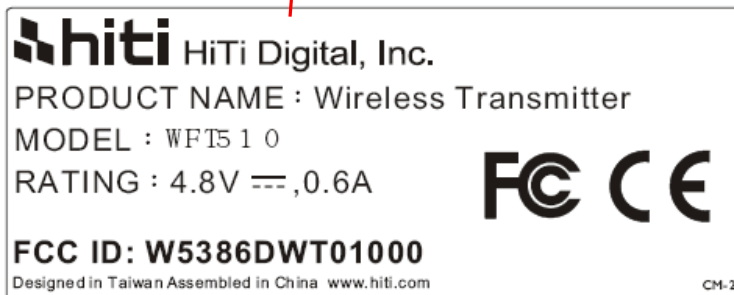 hiti HiTi Digital, Inc.
PRODUCT NAME : Wireless Transmitter
MODEL : WFT510
RATING : 4.8V ⎓,0.6A
FC CE
FCC ID: W5386DWT01000
Designed in Taiwan Assembled in China www.hiti.com